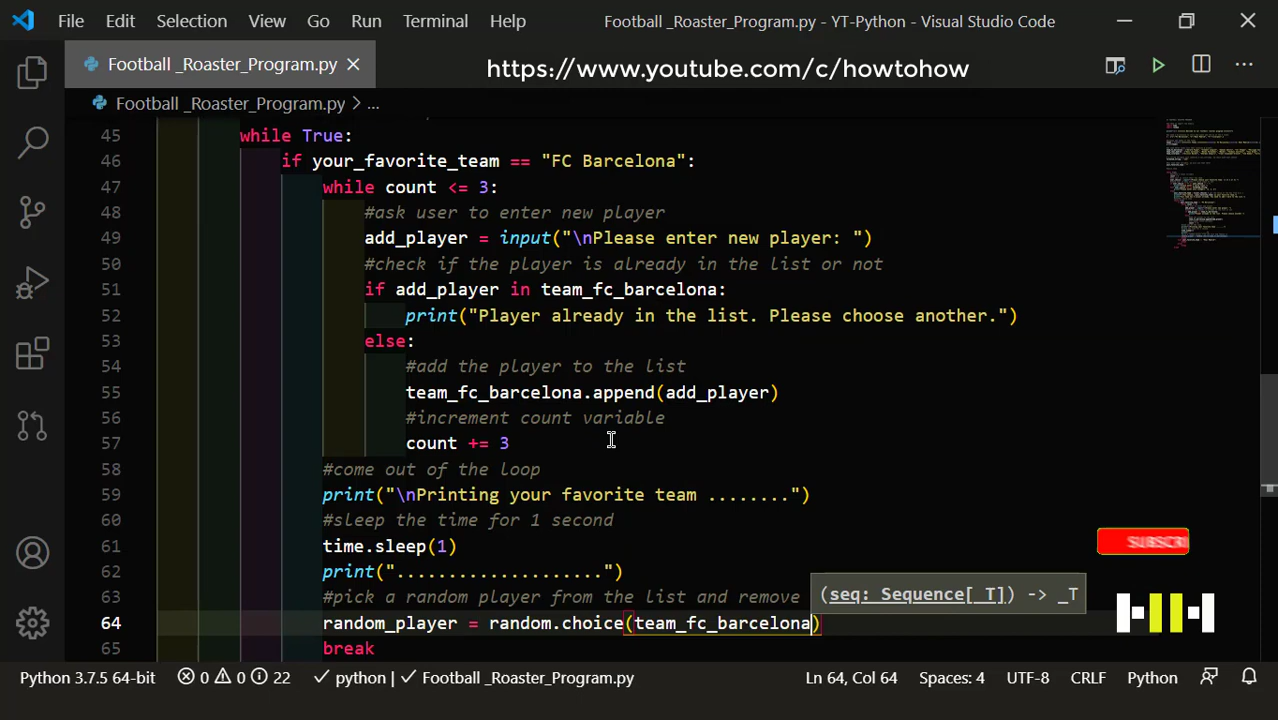 File Edit Selection View Go Run Terminal Help Football _Roaster_Program.py - YT-Python - Visual Studio Code
Football _Roaster_Program.py
https://www.youtube.com/c/howtohow
Football _Roaster_Program.py > ...
45 while True:
46 if your_favorite_team == "FC Barcelona":
47 while count <= 3:
48 #ask user to enter new player
49 add_player = input("\nPlease enter new player: ")
50 #check if the player is already in the list or not
51 if add_player in team_fc_barcelona:
52 print("Player already in the list. Please choose another.")
53 else:
54 #add the player to the list
55 team_fc_barcelona.append(add_player)
56 #increment count variable
57 count += 3
58 #come out of the loop
59 print("\nPrinting your favorite team ........")
60 #sleep the time for 1 second
61 time.sleep(1)
62 print("....................")
(seq: Sequence[_T]) -> _T
63 #pick a random player from the list and remove
64 random_player = random.choice(team_fc_barcelona)
65 break
Python 3.7.5 64-bit 0 0 22 python | Football _Roaster_Program.py Ln 64, Col 64 Spaces: 4 UTF-8 CRLF Python